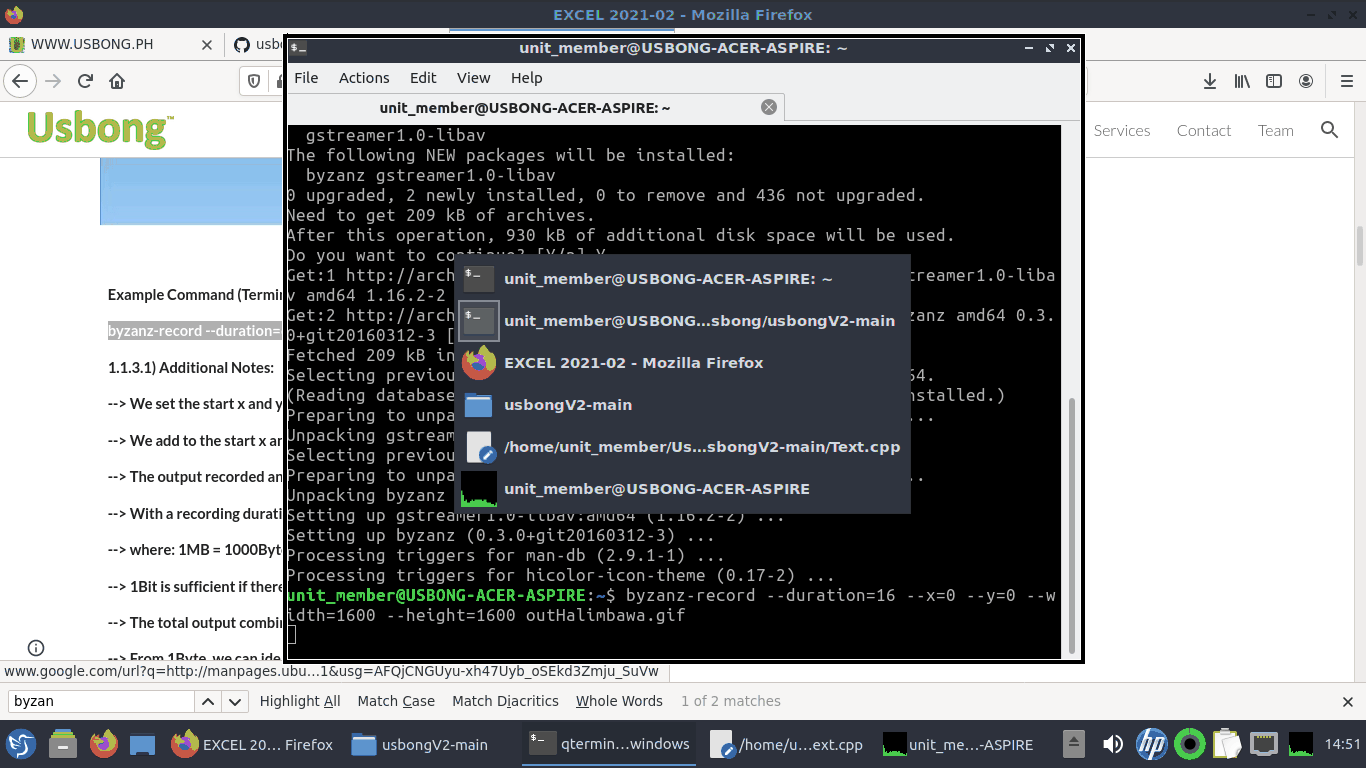 EXCEL 2021-02 - Mozilla Firefox
WWW.USBONG.PH
usb
unit_member@USBONG-ACER-ASPIRE: ~
File Actions Edit View Help
unit_member@USBONG-ACER-ASPIRE: ~
Usbong™
Services Contact Team
gstreamer1.0-libav
The following NEW packages will be installed:
byzanz gstreamer1.0-libav
0 upgraded, 2 newly installed, 0 to remove and 436 not upgraded.
Need to get 209 kB of archives.
After this operation, 930 kB of additional disk space will be used.
Do you want to continue? [Y/n] Y
Get:1 http://arch
treamer1.0-liba
v amd64 1.16.2-2
Get:2 http://arch
zanz amd64 0.3.
0+git20160312-3 [
Fetched 209 kB in
Selecting previou
64.
(Reading database
nstalled.)
Preparing to unpa
...
Unpacking gstream
Selecting previou
Preparing to unpa
..
Unpacking byzanz
Setting up gstreamer1.0-libav:amd64 (1.16.2-2) ...
Setting up byzanz (0.3.0+git20160312-3) ...
Processing triggers for man-db (2.9.1-1) ...
Processing triggers for hicolor-icon-theme (0.17-2) ...
unit_member@USBONG-ACER-ASPIRE:~$ byzanz-record --duration=16 --x=0 --y=0 --w
idth=1600 --height=1600 outHalimbawa.gif
unit_member@USBONG-ACER-ASPIRE: ~
unit_member@USBONG...sbong/usbongV2-main
EXCEL 2021-02 - Mozilla Firefox
usbongV2-main
/home/unit_member/Us...sbongV2-main/Text.cpp
unit_member@USBONG-ACER-ASPIRE
Example Command (Termin
byzanz-record --duration=
1.1.3.1) Additional Notes:
--> We set the start x and y
--> We add to the start x an
--> The output recorded an
--> With a recording durati
--> where: 1MB = 1000Byte
--> 1Bit is sufficient if there
--> The total output combin
--> From 1Byte, we can ide
www.google.com/url?q=http://manpages.ubu...1&usg=AFQjCNGUyu-xh47Uyb_oSEkd3Zmju_SuVw
byzan
Highlight All Match Case Match Diacritics Whole Words 1 of 2 matches
EXCEL 20... Firefox
usbongV2-main
qtermin...windows
/home/u...ext.cpp
unit_me...-ASPIRE
hp
14:51